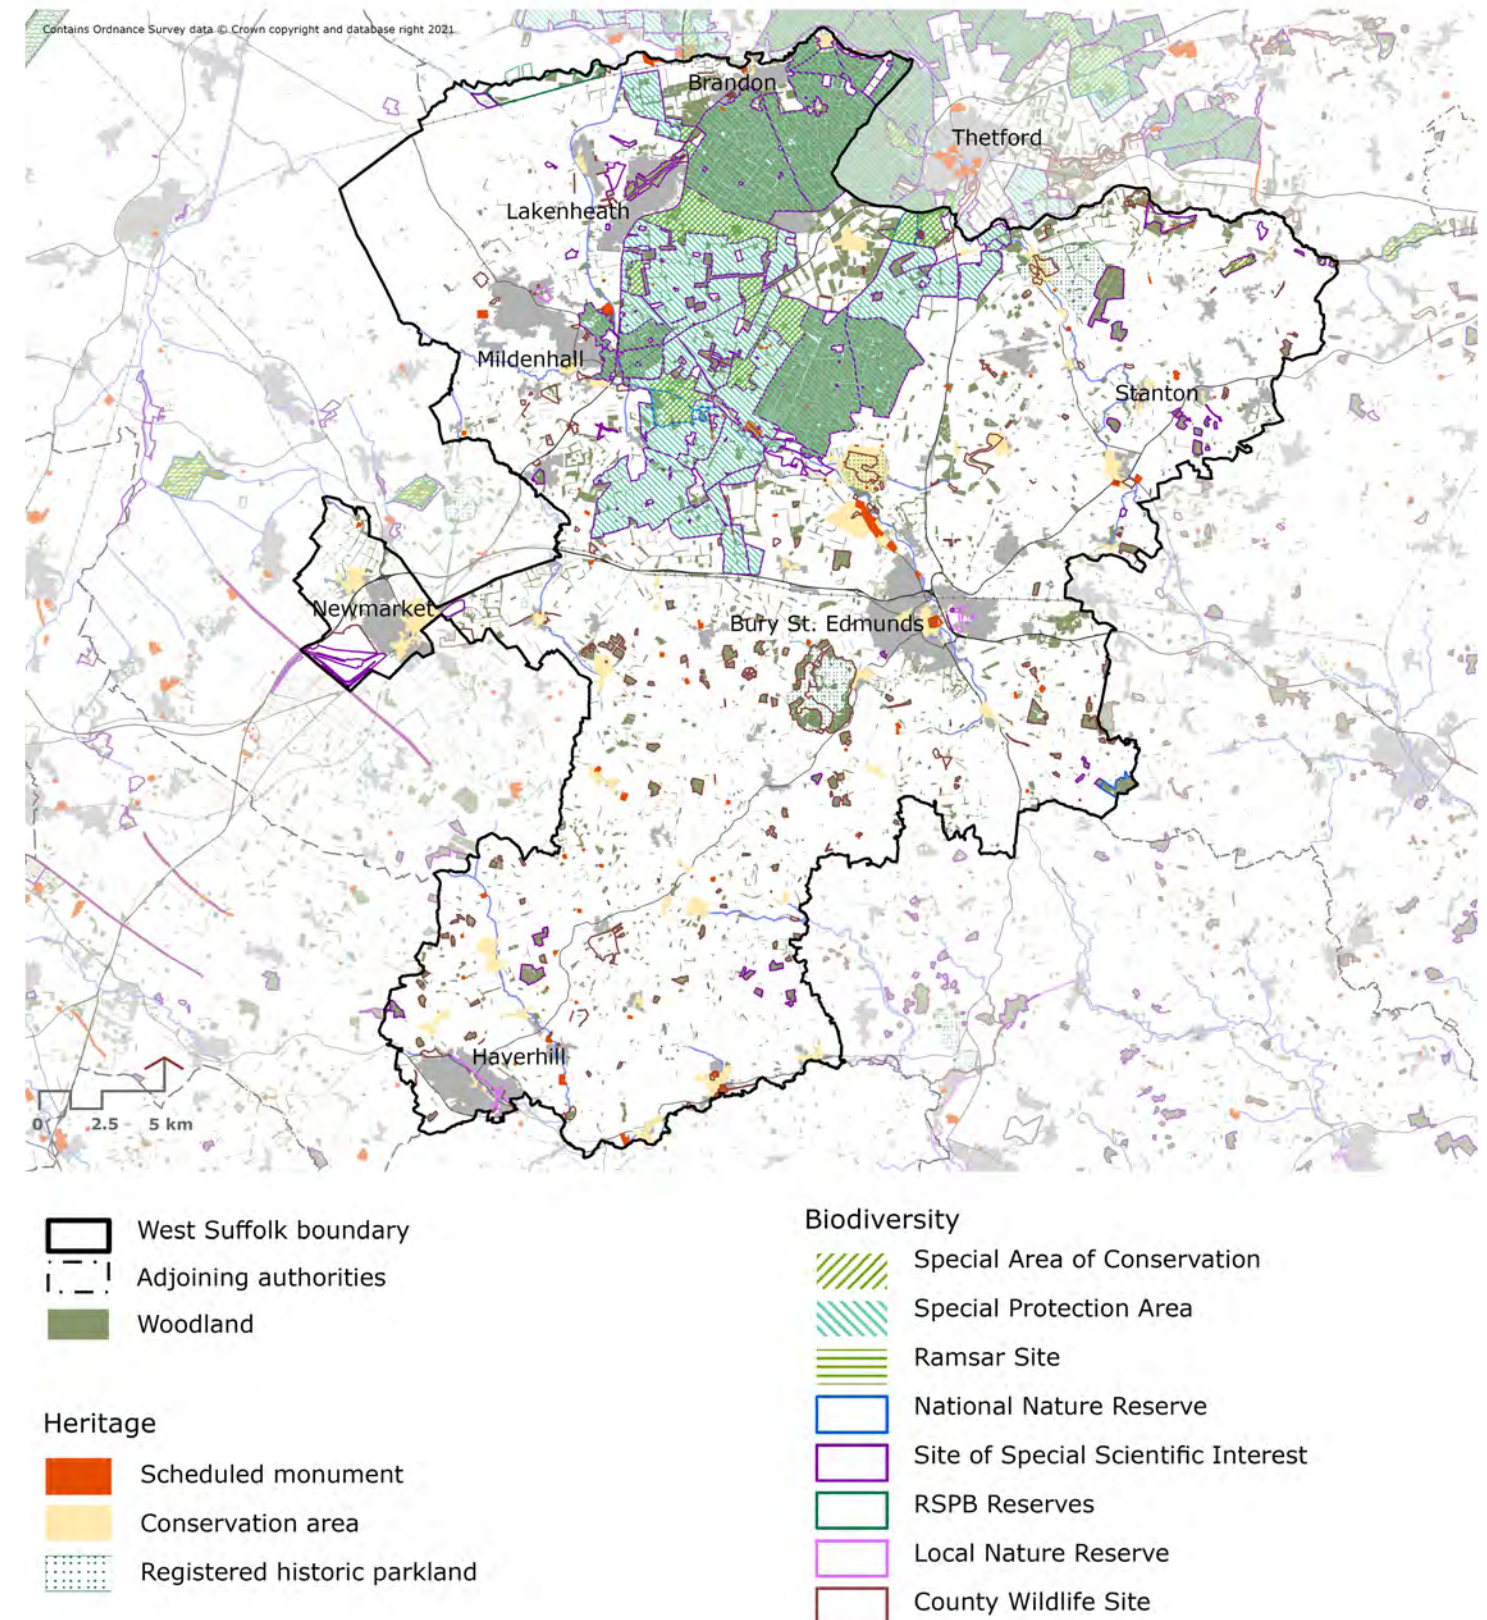 Contains Ordnance Survey data © Crown copyright and database right 2021
Brandon
Thetford
Lakenheath
Mildenhall
Stanton
Newmarket
Bury St. Edmunds
Haverhill
0 2.5 5 km
West Suffolk boundary
Adjoining authorities
Woodland
Heritage
Scheduled monument
Conservation area
Registered historic parkland
Biodiversity
Special Area of Conservation
Special Protection Area
Ramsar Site
National Nature Reserve
Site of Special Scientific Interest
RSPB Reserves
Local Nature Reserve
County Wildlife Site